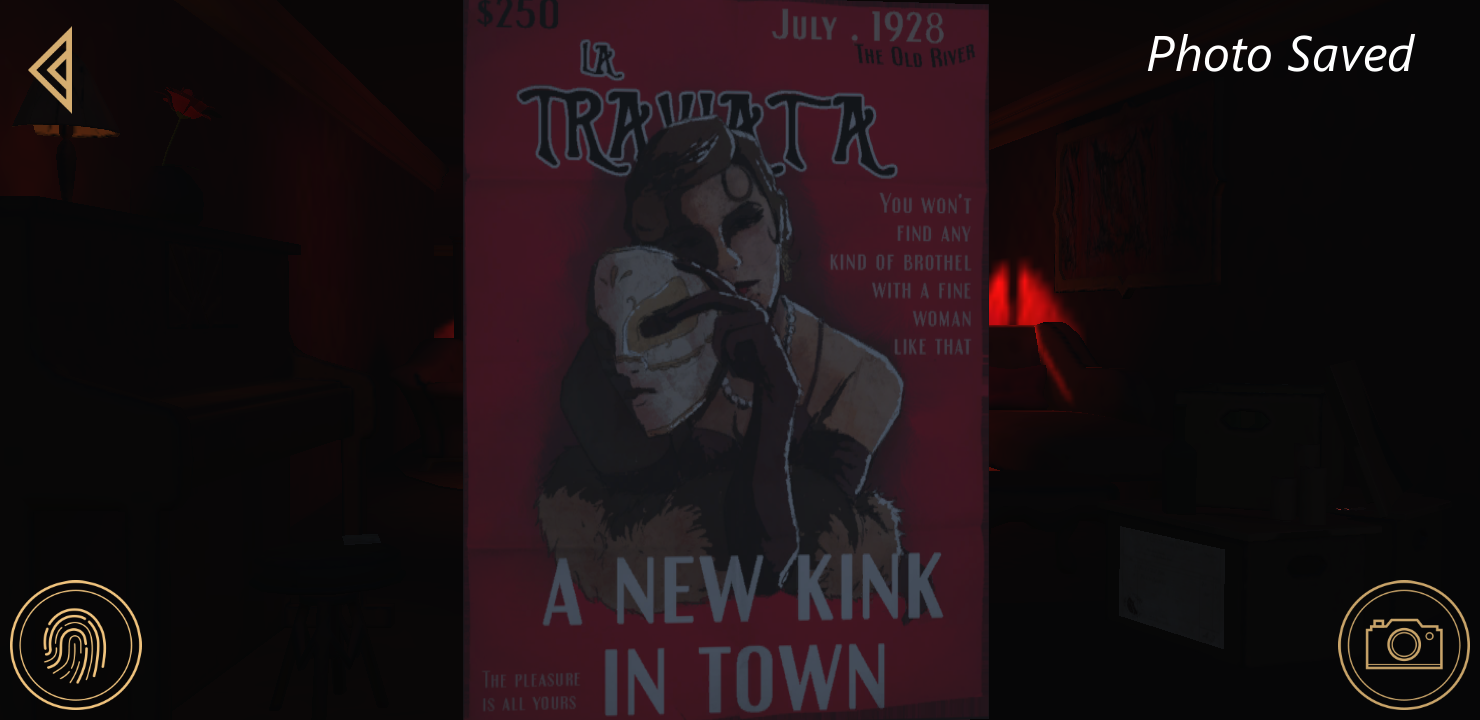 $250
July . 1928
The Old River
La
Traviata
You won't
find any
kind of brothel
with a fine
woman
like that
A New Kink
in Town
The pleasure
is all yours
Photo Saved